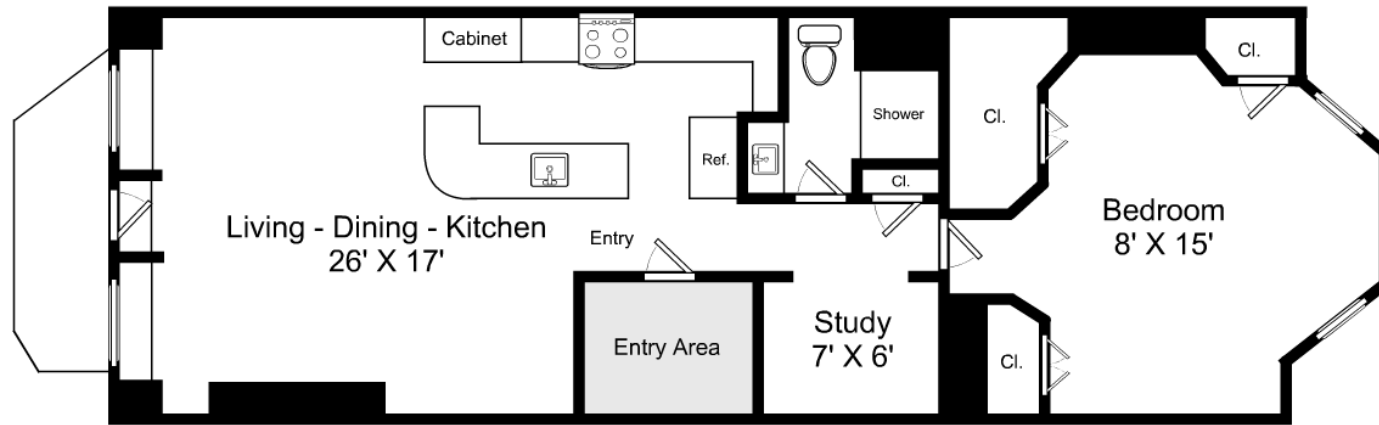 Cabinet
Cl.
Shower
Cl.
Ref.
Cl.
Living - Dining - Kitchen
26' X 17'
Entry
Bedroom
8' X 15'
Entry Area
Study
7' X 6'
Cl.